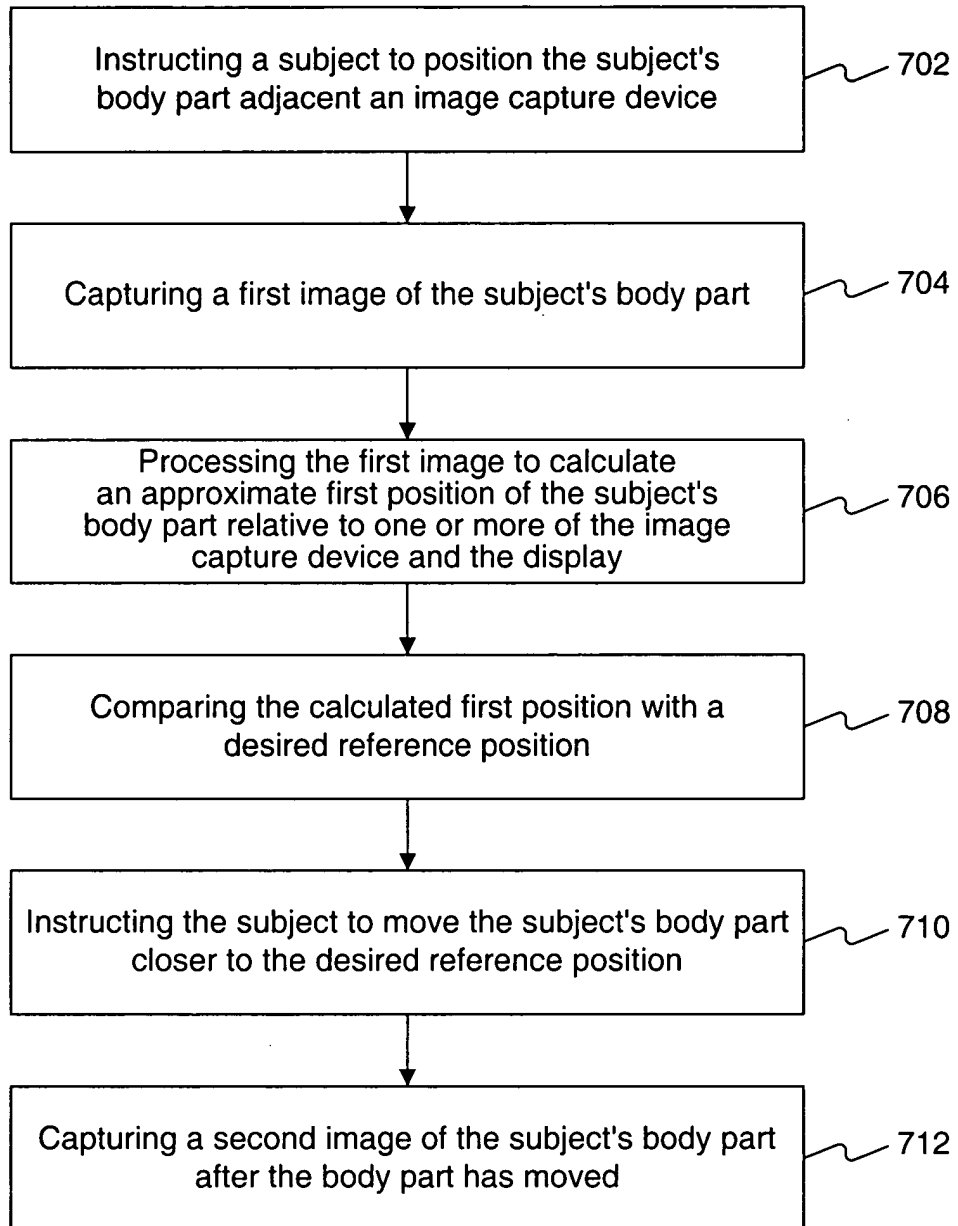 Instructing a subject to position the subject's
body part adjacent an image capture device
702
Capturing a first image of the subject's body part
704
Processing the first image to calculate
an approximate first position of the subject's
body part relative to one or more of the image
capture device and the display
706
Comparing the calculated first position with a
desired reference position
708
Instructing the subject to move the subject's body part
closer to the desired reference position
710
Capturing a second image of the subject's body part
after the body part has moved
712